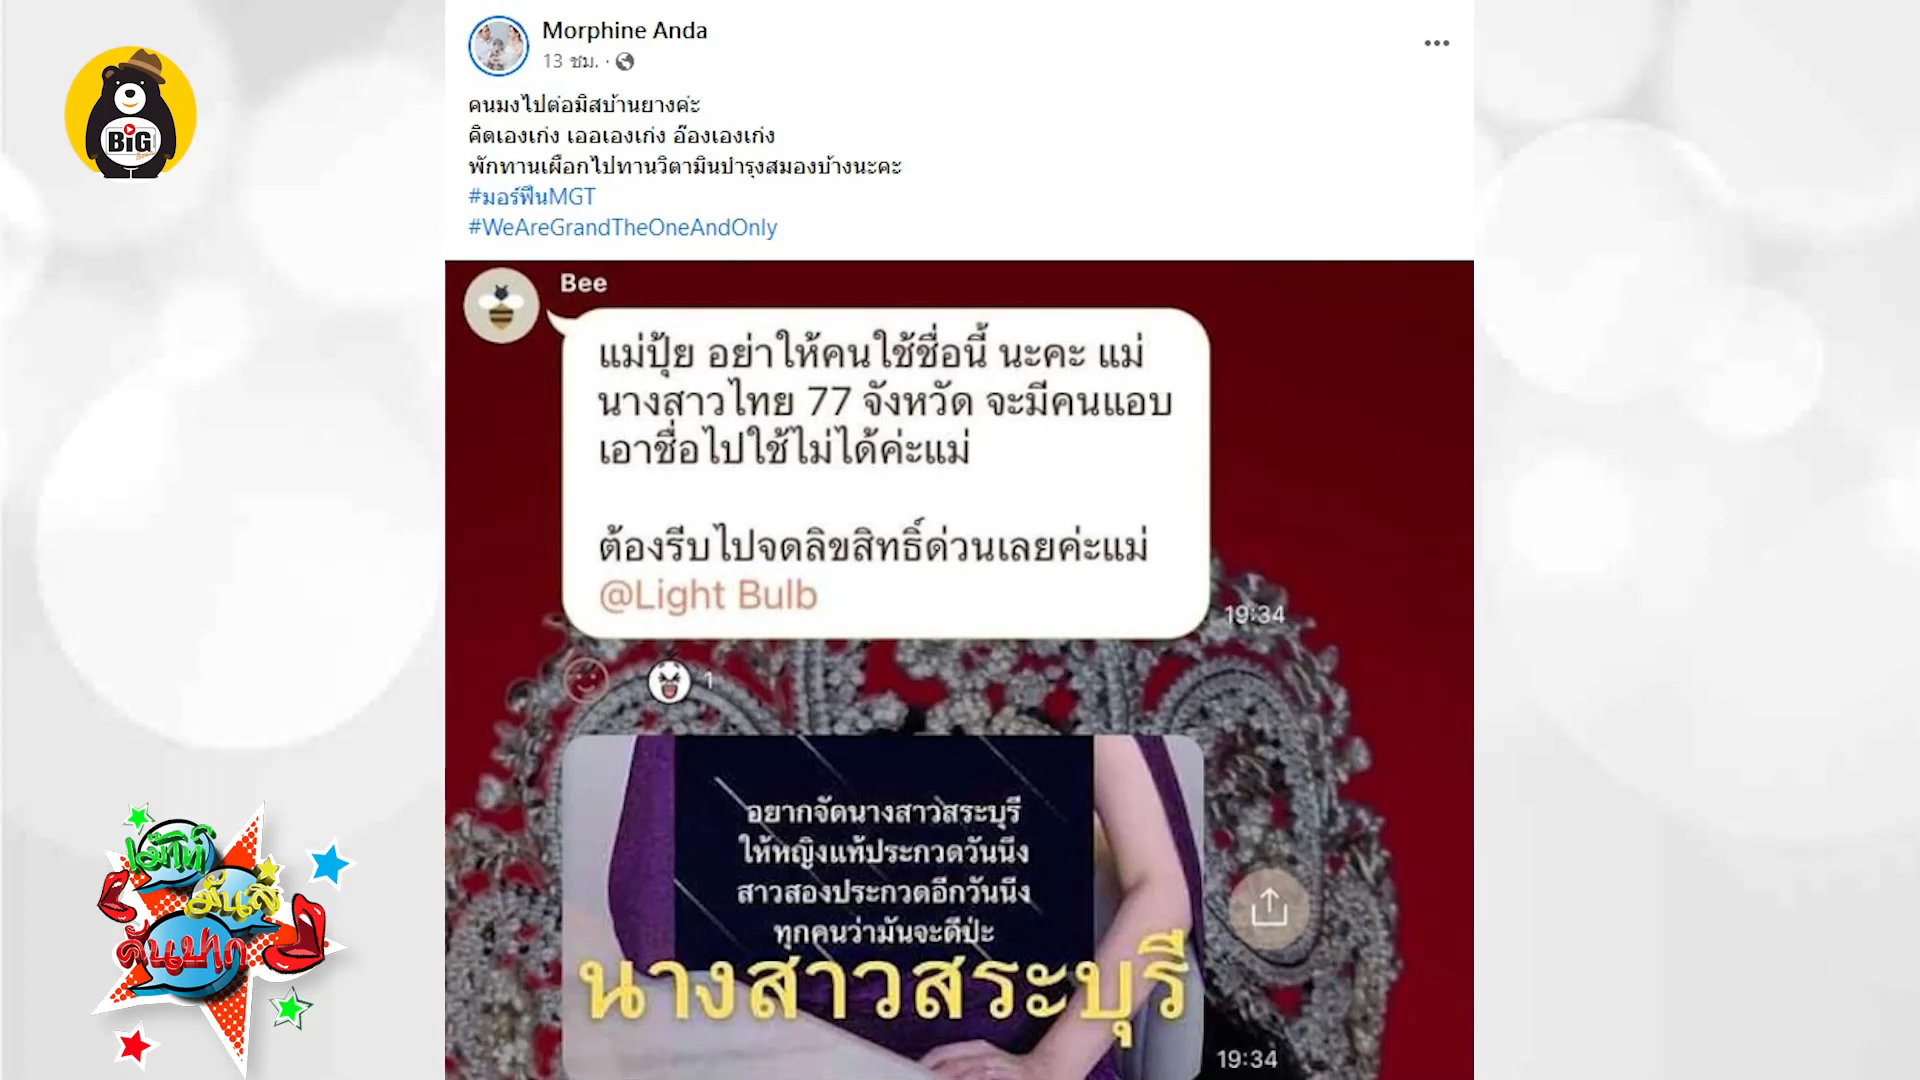 BiG
Morphine Anda
13 ชม. ·
คนมงไปต่อมิสบ้านยางค่ะ
คิดเองเก่ง เออเองเก่ง อ๊องเองเก่ง
พักทานเผือกไปทานวิตามินบำรุงสมองบ้างนะคะ
#มอร์ฟีนMGT
#WeAreGrandTheOneAndOnly
Bee
แม่ปุ้ย อย่าให้คนใช้ชื่อนี้ นะคะ แม่
นางสาวไทย 77 จังหวัด จะมีคนแอบ
เอาชื่อไปใช้ไม่ได้ค่ะแม่
ต้องรีบไปจดลิขสิทธิ์ด่วนเลยค่ะแม่
@Light Bulb
19:34
1
อยากจัดนางสาวสระบุรี
ให้หญิงแท้ประกวดวันนึง
สาวสองประกวดอีกวันนึง
ทุกคนว่ามันจะดีป่ะ
นางสาวสระบุรี
19:34
เม้าท์
มันส์
คันปาก